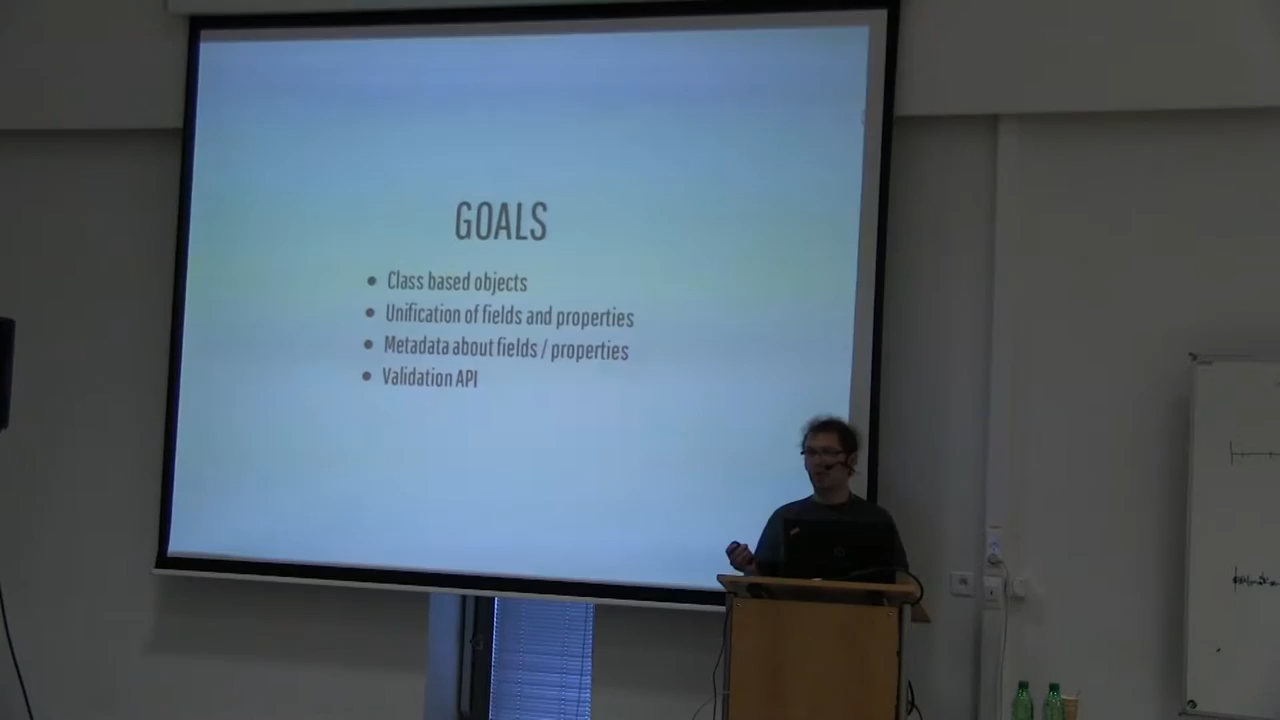 GOALS
Class based objects
Unification of fields and properties
Metadata about fields / properties
Validation API